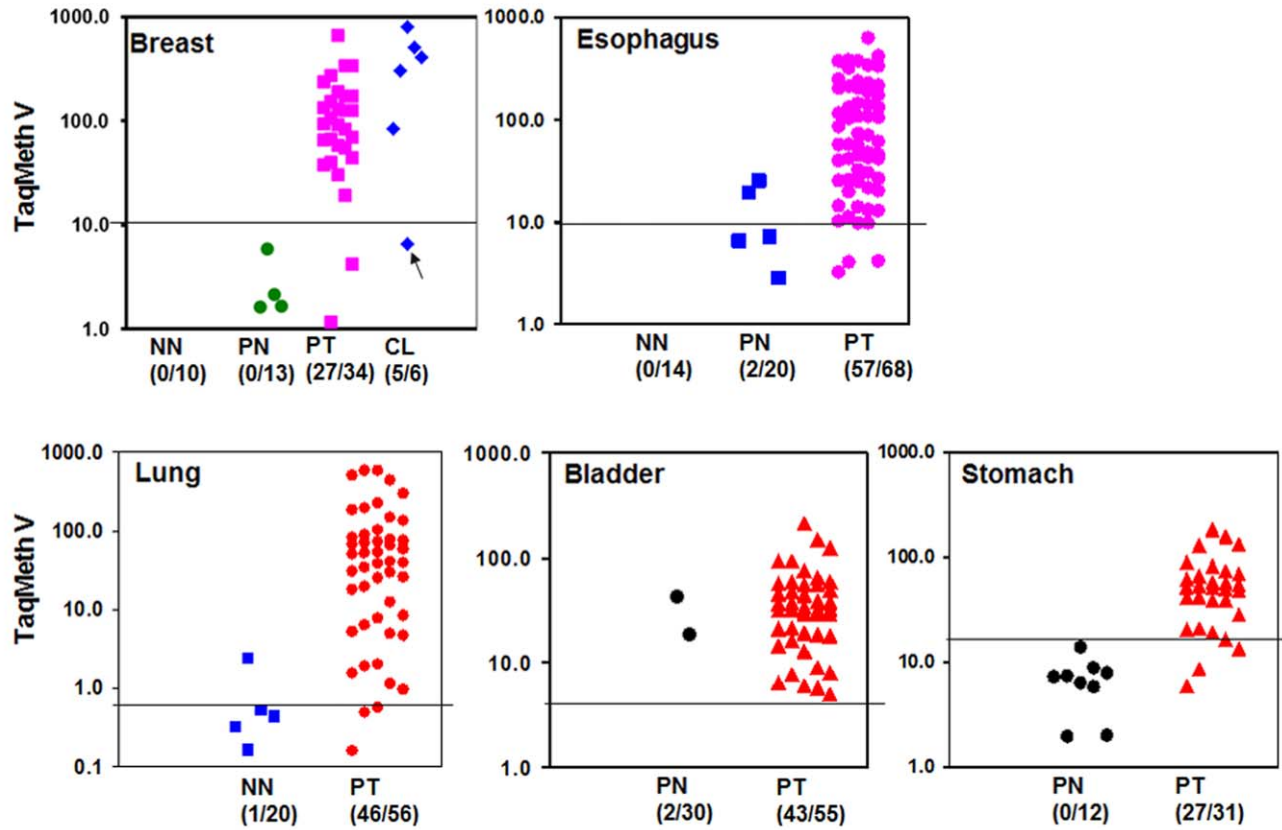 Breast
TaqMeth V
1000.0
100.0
10.0
1.0
NN PN PT CL
(0/10) (0/13) (27/34) (5/6)
Esophagus
1000.0
100.0
10.0
1.0
NN PN PT
(0/14) (2/20) (57/68)
Lung
TaqMeth V
1000.0
100.0
10.0
1.0
0.1
NN PT
(1/20) (46/56)
Bladder
1000.0
100.0
10.0
1.0
PN PT
(2/30) (43/55)
Stomach
1000.0
100.0
10.0
1.0
PN PT
(0/12) (27/31)